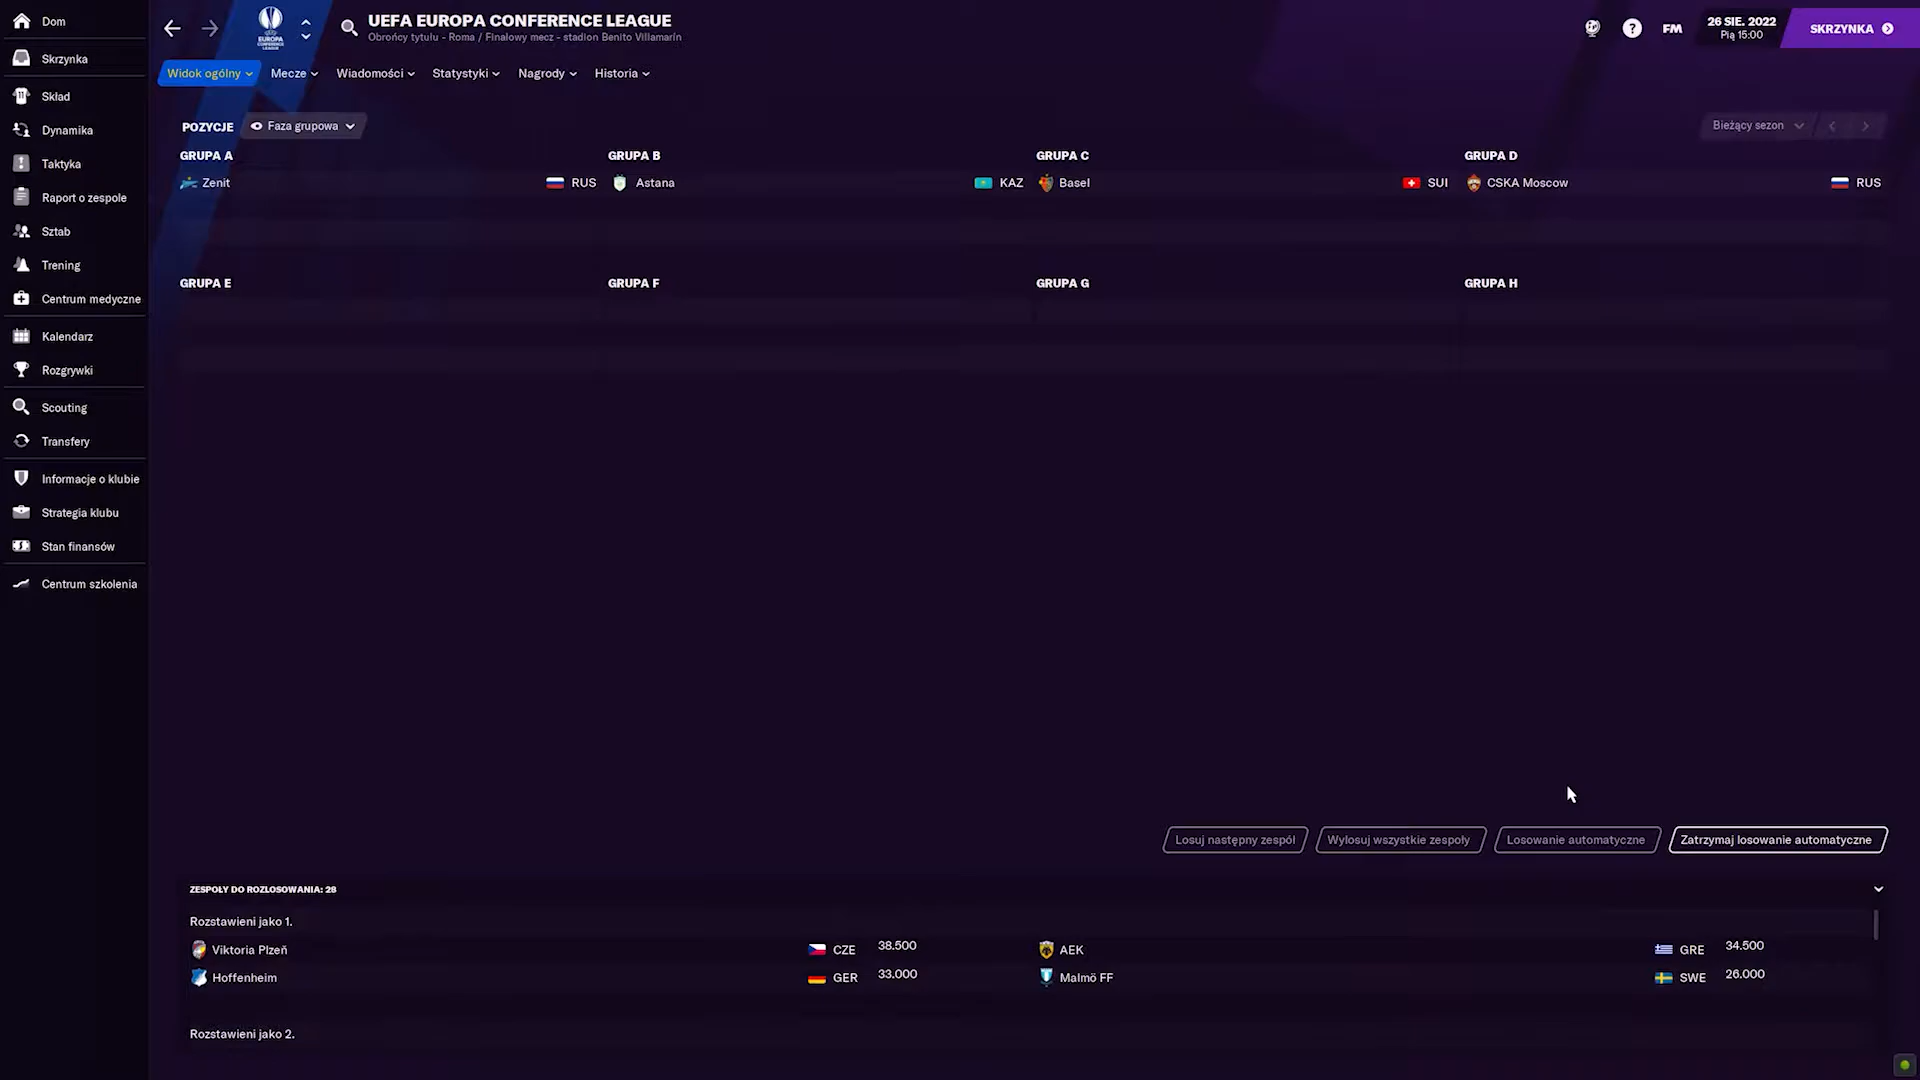 Dom
Skrzynka
Skład
Dynamika
Taktyka
Raport o zespole
Sztab
Trening
Centrum medyczne
Kalendarz
Rozgrywki
Scouting
Transfery
Informacje o klubie
Strategia klubu
Stan finansów
Centrum szkolenia
EUROPA CONFERENCE LEAGUE
UEFA EUROPA CONFERENCE LEAGUE
Obrońcy tytułu - Roma / Finałowy mecz - stadion Benito Villamarín
FM
26 SIE. 2022
Pią 15:00
SKRZYNKA
Widok ogólny
Mecze
Wiadomości
Statystyki
Nagrody
Historia
POZYCJE
Faza grupowa
Bieżący sezon
GRUPA A
GRUPA B
GRUPA C
GRUPA D
Zenit RUS
Astana KAZ
Basel SUI
CSKA Moscow RUS
GRUPA E
GRUPA F
GRUPA G
GRUPA H
Losuj następny zespół
Wylosuj wszystkie zespoły
Losowanie automatyczne
Zatrzymaj losowanie automatyczne
ZESPOŁY DO ROZLOSOWANIA: 28
Rozstawieni jako 1.
Viktoria Plzeň CZE 38.500
AEK GRE 34.500
Hoffenheim GER 33.000
Malmö FF SWE 26.000
Rozstawieni jako 2.